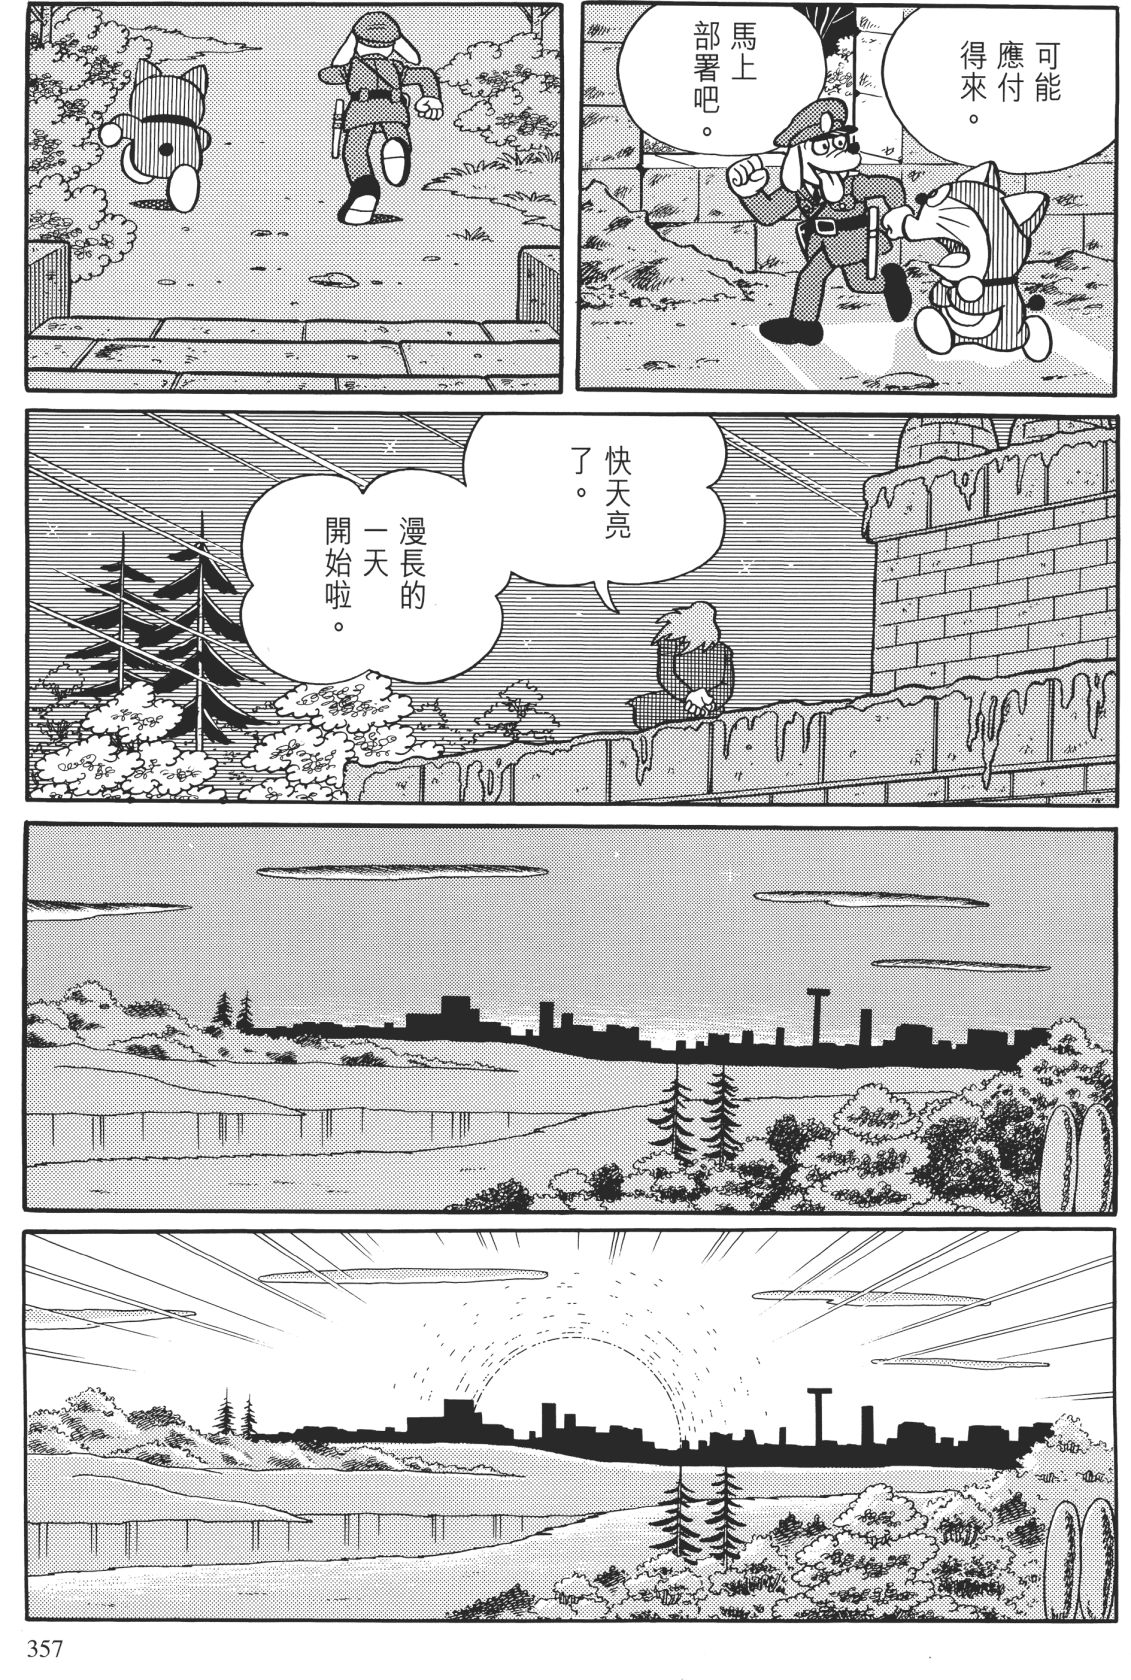 可能
應付
得來。
馬上
部署吧。
快天亮
了。
漫長的
一天
開始啦。
357